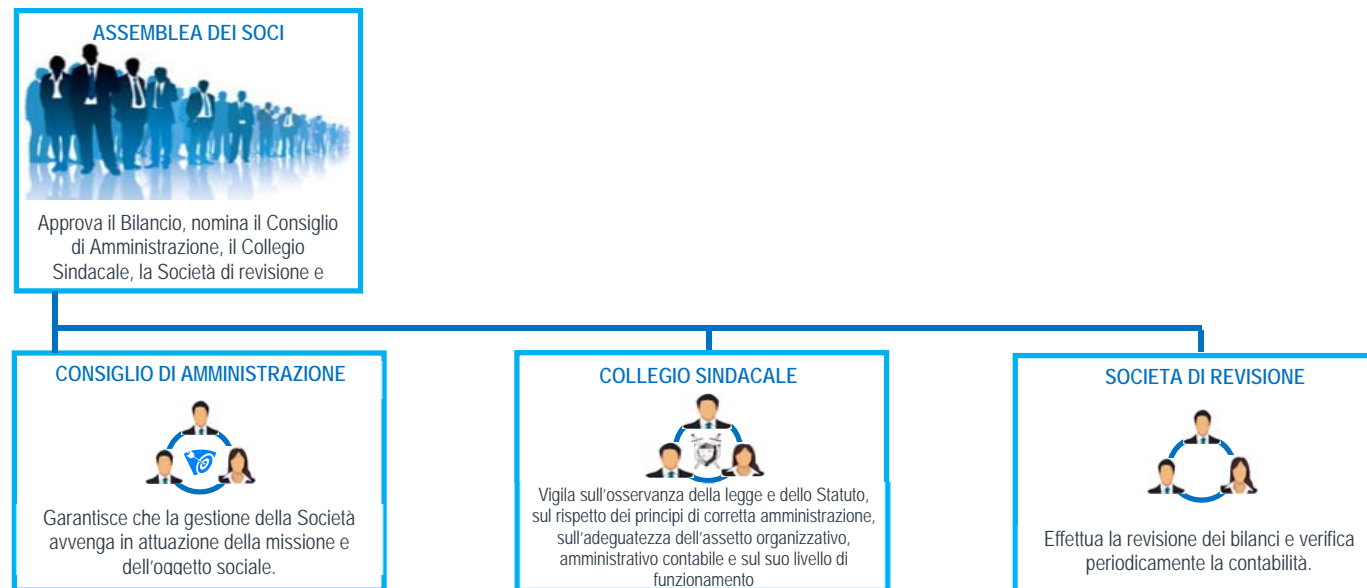 ASSEMBLEA DEI SOCI
Approva il Bilancio, nomina il Consiglio
di Amministrazione, il Collegio
Sindacale, la Società di revisione e
CONSIGLIO DI AMMINISTRAZIONE
Garantisce che la gestione della Società
avvenga in attuazione della missione e
dell'oggetto sociale.
COLLEGIO SINDACALE
Vigila sull'osservanza della legge e dello Statuto,
sul rispetto dei principi di corretta amministrazione,
sull'adeguatezza dell'assetto organizzativo,
amministrativo contabile e sul suo livello di
funzionamento
SOCIETA DI REVISIONE
Effettua la revisione dei bilanci e verifica
periodicamente la contabilità.